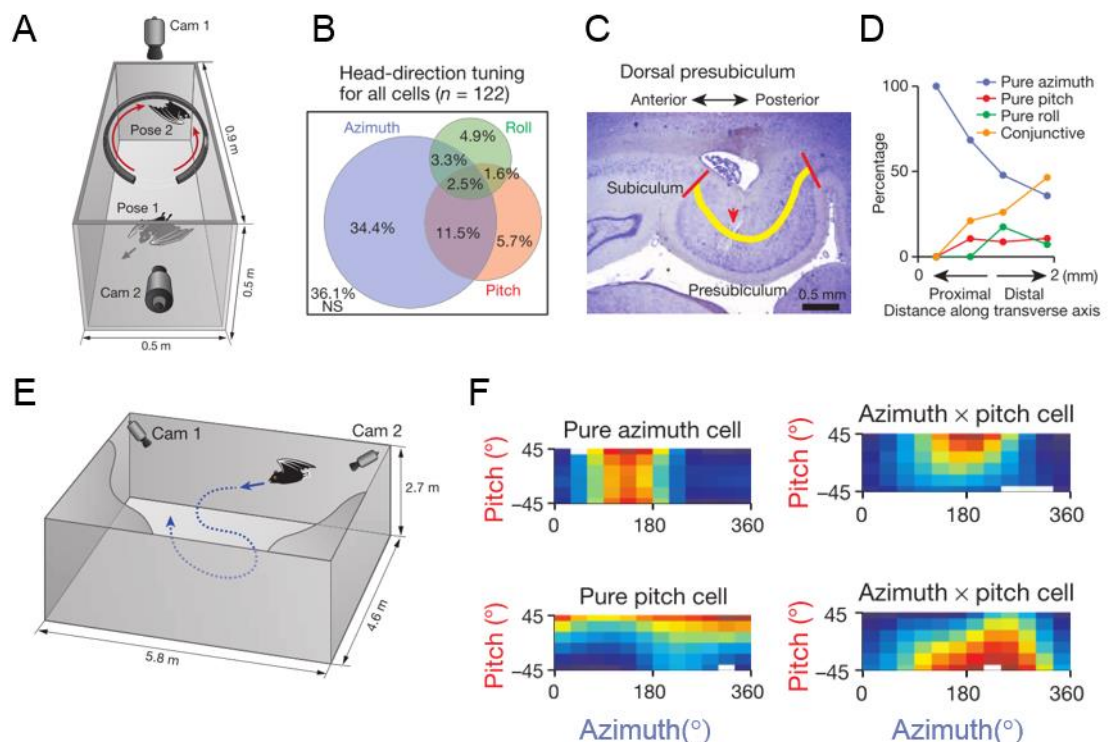 A
Cam 1
Pose 2
Pose 1
Cam 2
0.9 m
0.5 m
0.5 m
B
Head-direction tuning
for all cells (n = 122)
Azimuth
Roll
4.9%
3.3%
1.6%
2.5%
34.4%
11.5%
5.7%
36.1%
NS
Pitch
C
Dorsal presubiculum
Anterior
Posterior
Subiculum
Presubiculum
0.5 mm
D
Pure azimuth
Pure pitch
Pure roll
Conjunctive
Percentage
100
50
0
0
2 (mm)
Proximal
Distal
Distance along transverse axis
E
Cam 1
Cam 2
2.7 m
4.6 m
5.8 m
F
Pure azimuth cell
Pitch (°)
45
−45
0
180
360
Azimuth × pitch cell
Pitch (°)
45
−45
0
180
360
Pure pitch cell
Pitch (°)
45
−45
0
180
360
Azimuth(°)
Azimuth × pitch cell
Pitch (°)
45
−45
0
180
360
Azimuth(°)